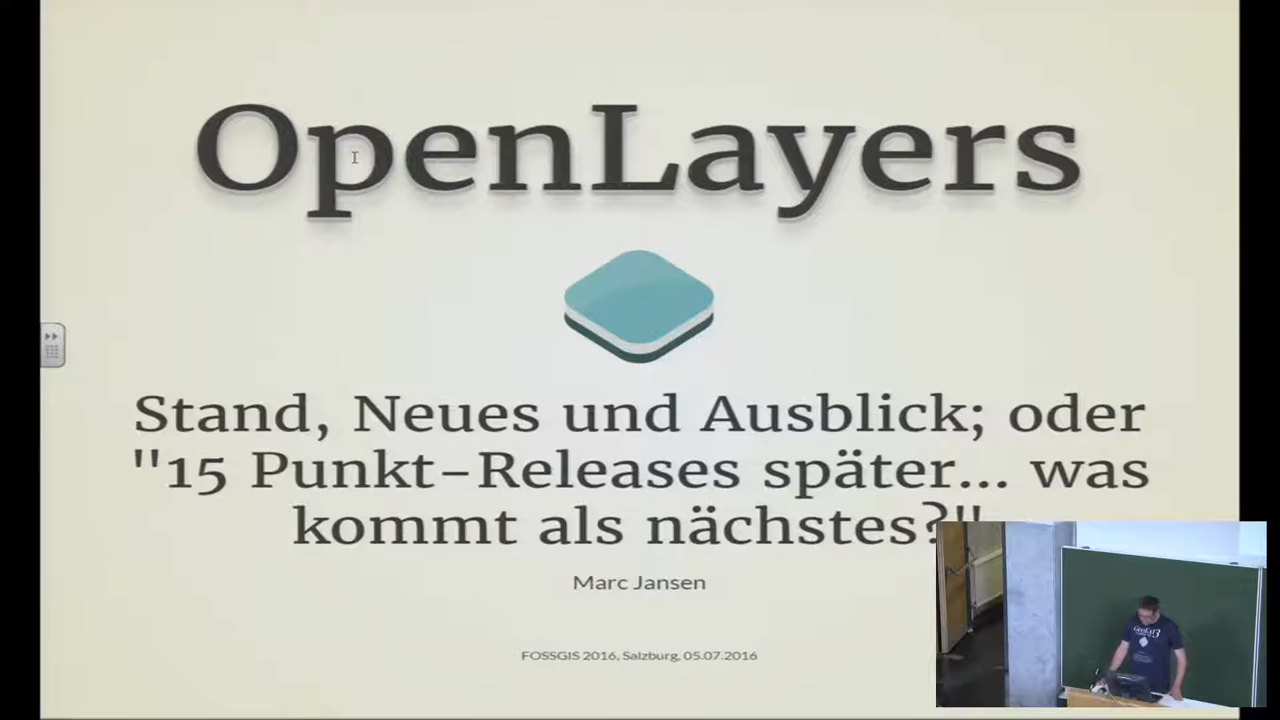 OpenLayers
Stand, Neues und Ausblick; oder
"15 Punkt-Releases später... was
kommt als nächstes?"
Marc Jansen
FOSSGIS 2016, Salzburg, 05.07.2016